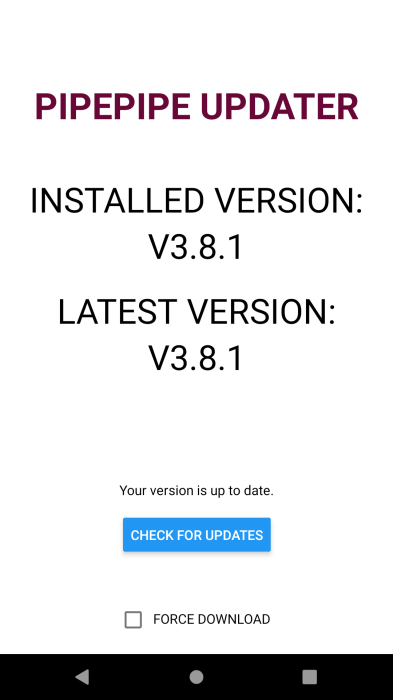 PIPEPIPE UPDATER
INSTALLED VERSION:
V3.8.1
LATEST VERSION:
V3.8.1
Your version is up to date.
CHECK FOR UPDATES
FORCE DOWNLOAD